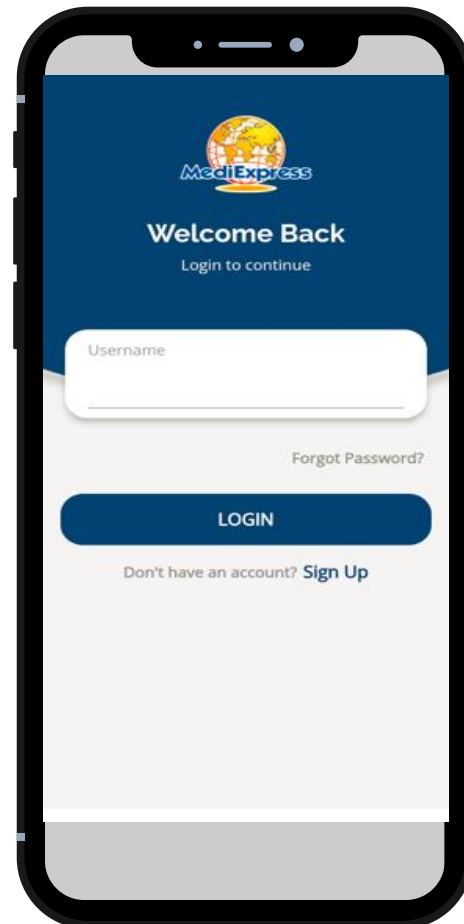 MediExpress
Welcome Back
Login to continue
Username
Forgot Password?
LOGIN
Don't have an account? Sign Up